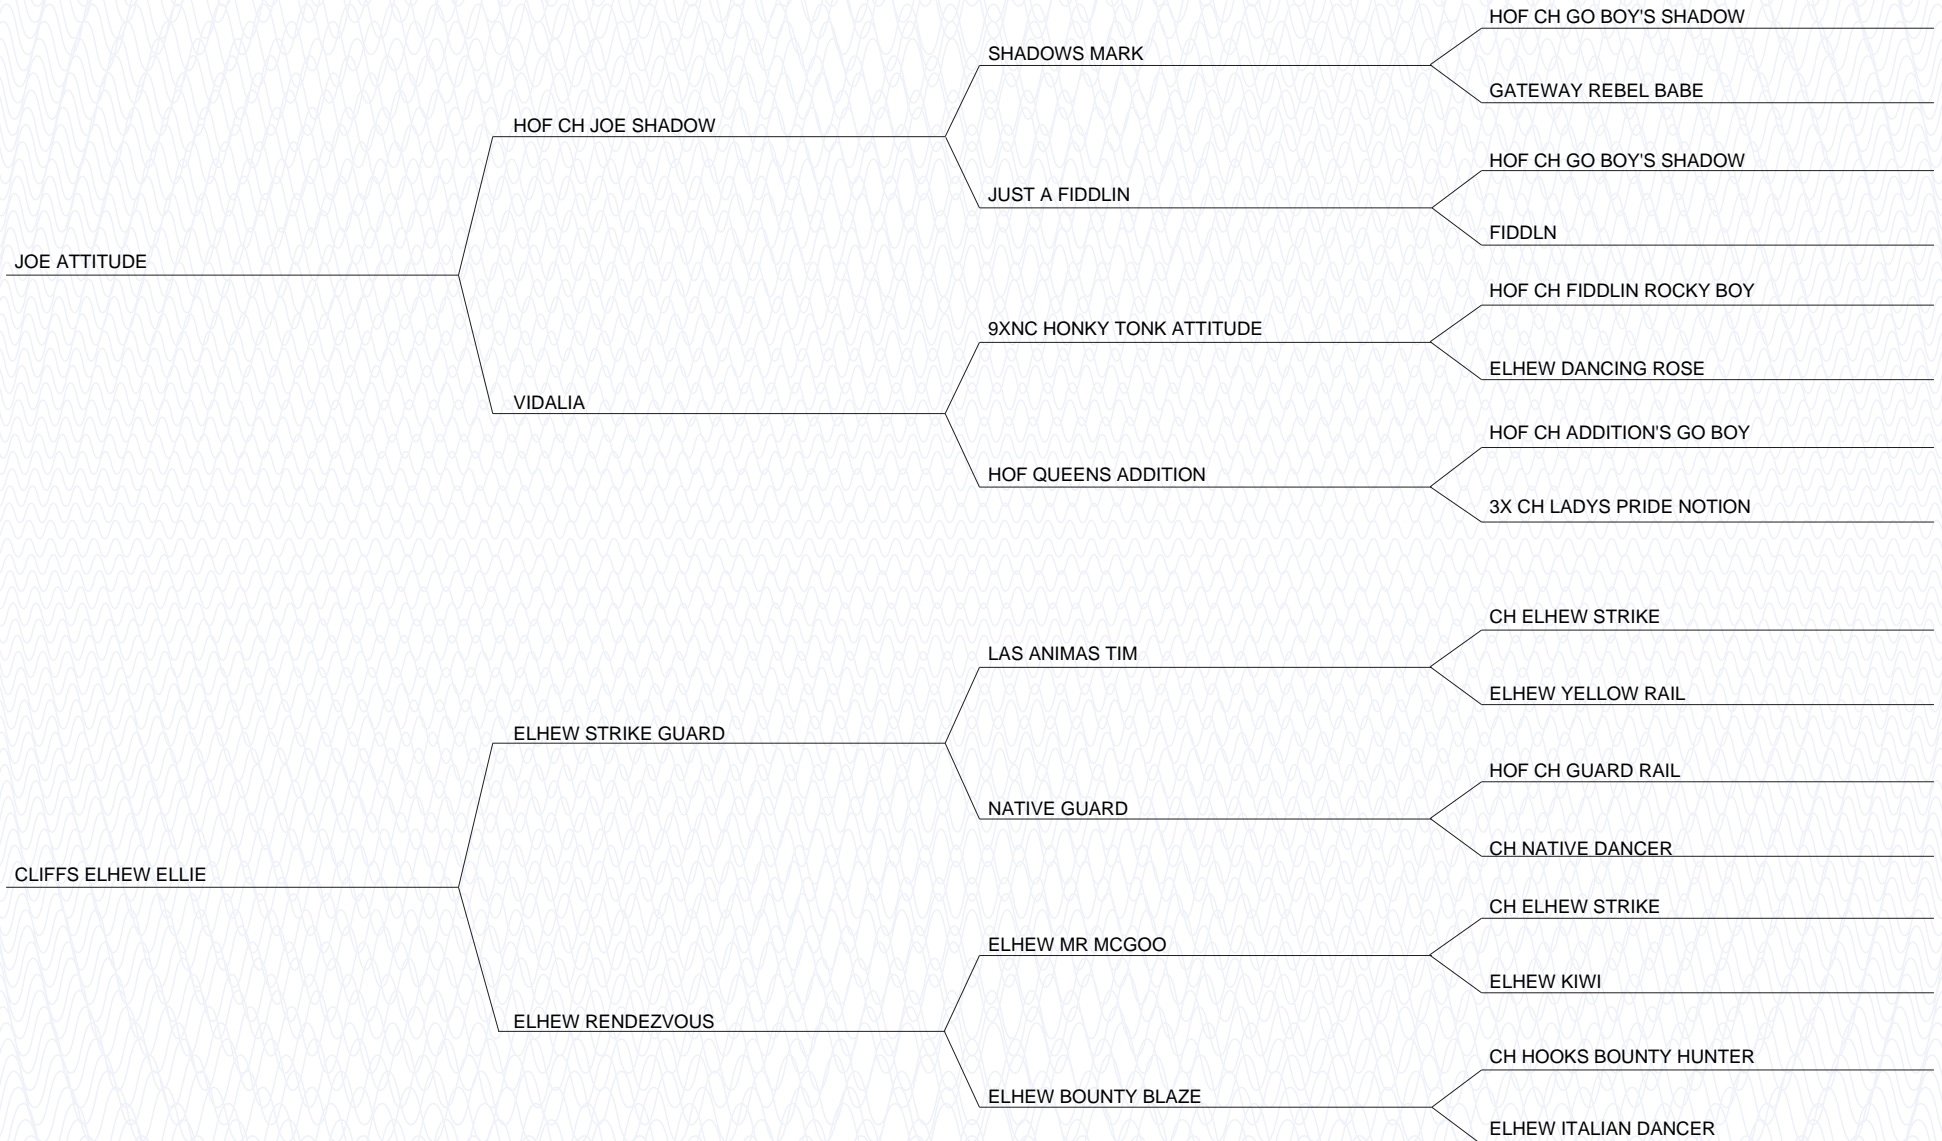 HOF CH GO BOY'S SHADOW
SHADOWS MARK
GATEWAY REBEL BABE
HOF CH JOE SHADOW
HOF CH GO BOY'S SHADOW
JUST A FIDDLIN
FIDDLN
JOE ATTITUDE
HOF CH FIDDLIN ROCKY BOY
9XNC HONKY TONK ATTITUDE
ELHEW DANCING ROSE
VIDALIA
HOF CH ADDITION'S GO BOY
HOF QUEENS ADDITION
3X CH LADYS PRIDE NOTION
CH ELHEW STRIKE
LAS ANIMAS TIM
ELHEW YELLOW RAIL
ELHEW STRIKE GUARD
HOF CH GUARD RAIL
NATIVE GUARD
CH NATIVE DANCER
CLIFFS ELHEW ELLIE
CH ELHEW STRIKE
ELHEW MR MCGOO
ELHEW KIWI
ELHEW RENDEZVOUS
CH HOOKS BOUNTY HUNTER
ELHEW BOUNTY BLAZE
ELHEW ITALIAN DANCER